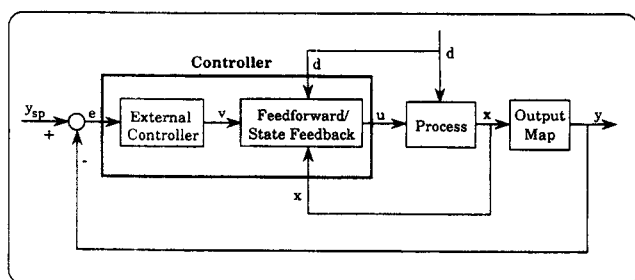 Controller
d
d
y_sp
+
-
e
External
Controller
v
Feedforward/
State Feedback
u
Process
x
Output
Map
y
x